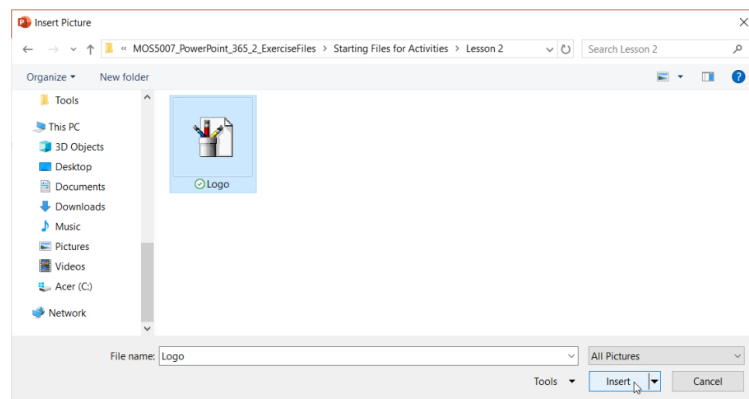 Insert Picture
« MOS5007_PowerPoint_365_2_ExerciseFiles > Starting Files for Activities > Lesson 2
Search Lesson 2
Organize
New folder
Tools
This PC
3D Objects
Desktop
Documents
Downloads
Music
Pictures
Videos
Acer (C:)
Network
Logo
File name: Logo
All Pictures
Tools
Insert
Cancel